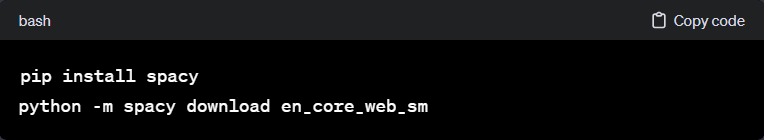 bash
Copy code
pip install spacy
python -m spacy download en_core_web_sm